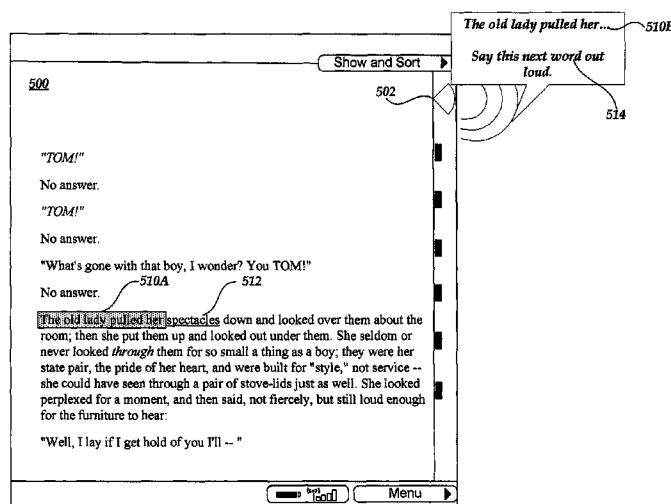 The old lady pulled her...
510B
Say this next word out
loud.
514
Show and Sort
500
502
"TOM!"
No answer.
"TOM!"
No answer.
"What's gone with that boy, I wonder? You TOM!"
510A
512
No answer.
The old lady pulled her spectacles down and looked over them about the
room; then she put them up and looked out under them. She seldom or
never looked through them for so small a thing as a boy; they were her
state pair, the pride of her heart, and were built for "style," not service --
she could have seen through a pair of stove-lids just as well. She looked
perplexed for a moment, and then said, not fiercely, but still loud enough
for the furniture to hear:
"Well, I lay if I get hold of you I'll -- "
Menu